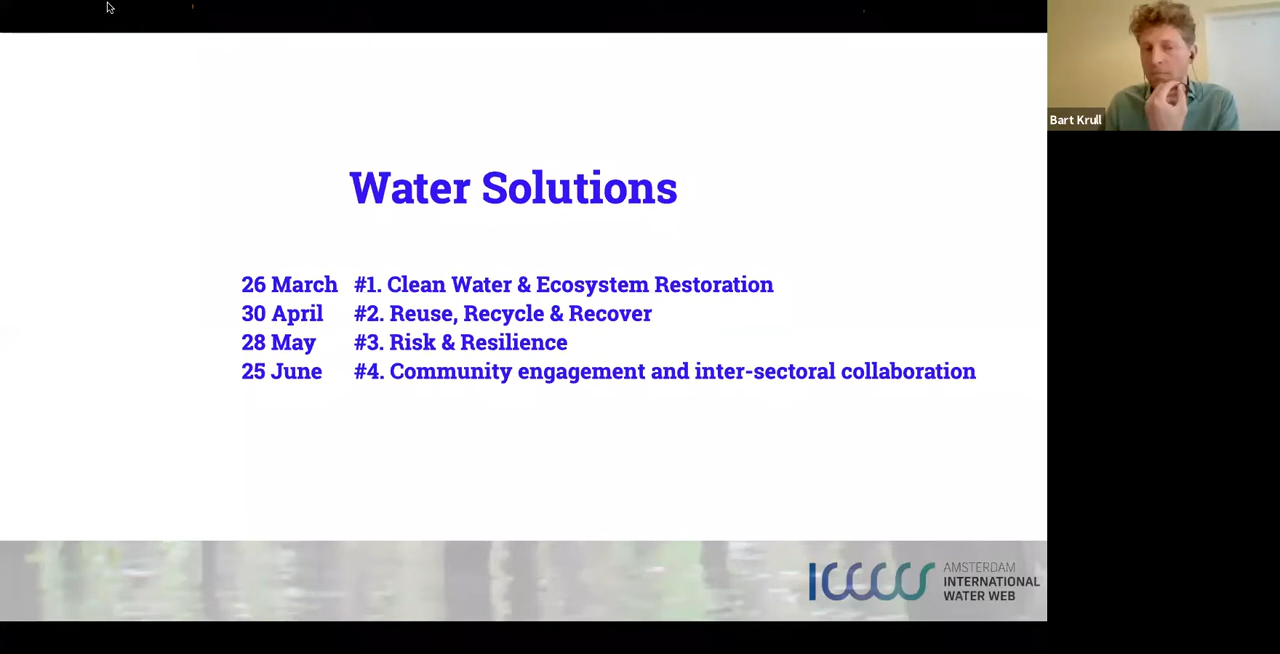 Water Solutions
26 March #1. Clean Water & Ecosystem Restoration
30 April #2. Reuse, Recycle & Recover
28 May #3. Risk & Resilience
25 June #4. Community engagement and inter-sectoral collaboration
AMSTERDAM
INTERNATIONAL
WATER WEB
Bart Krull